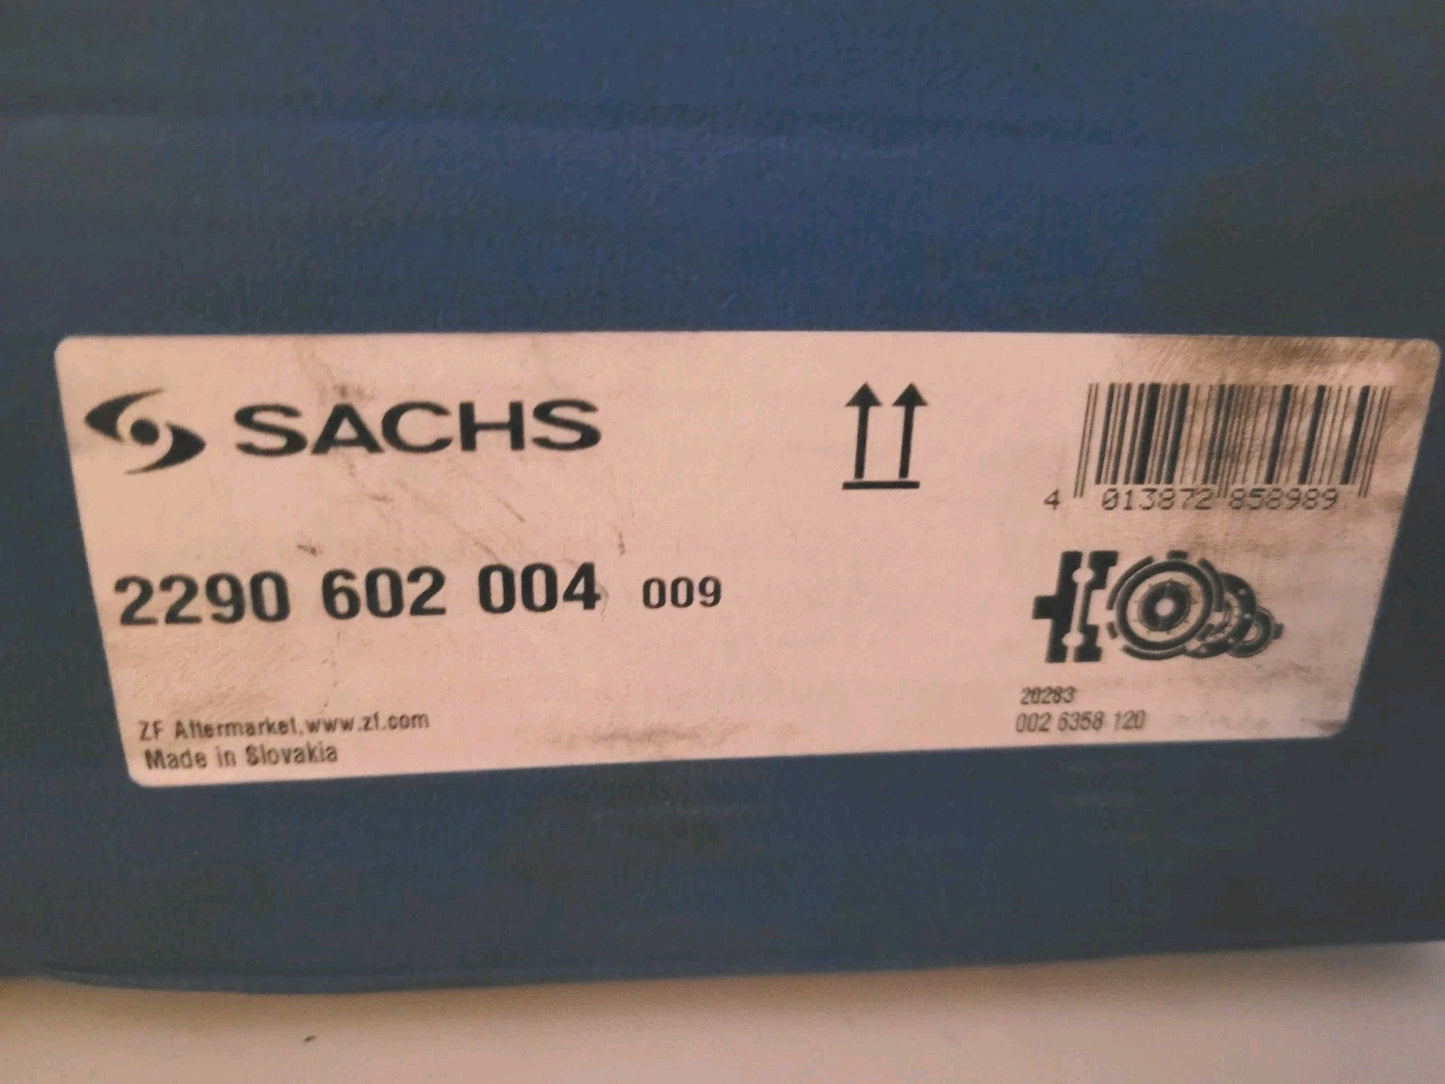 SACHS
4 013872 858989
2290 602 004 009
20283
002 6358 120
ZF Aftermarket, www.zf.com
Made in Slovakia